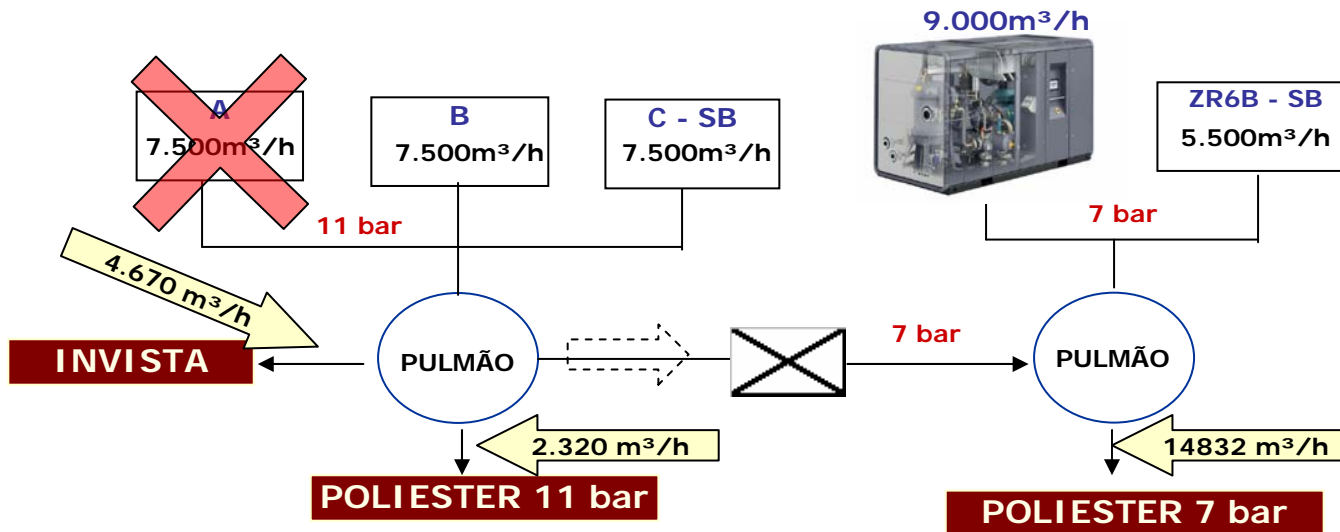 9.000m³/h
A
7.500m³/h
B
7.500m³/h
C - SB
7.500m³/h
ZR6B - SB
5.500m³/h
11 bar
7 bar
4.670 m³/h
INVISTA
PULMÃO
7 bar
PULMÃO
2.320 m³/h
14832 m³/h
POLIESTER 11 bar
POLIESTER 7 bar